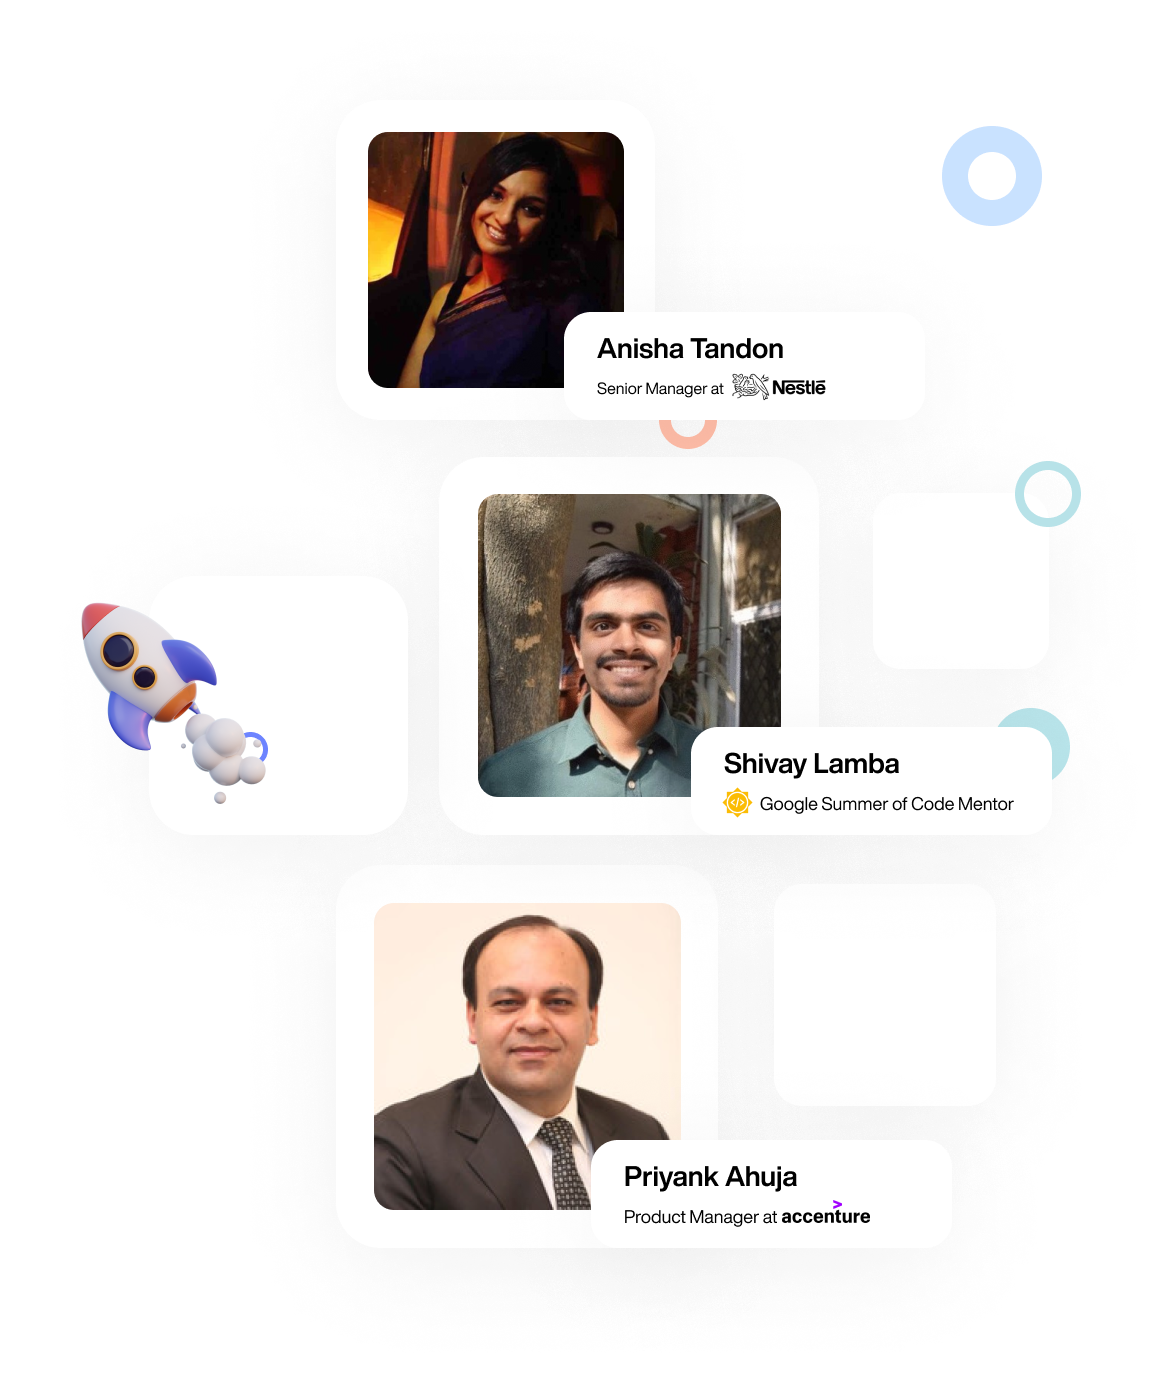 Anisha Tandon
Senior Manager at Nestlé
Shivay Lamba
Google Summer of Code Mentor
Priyank Ahuja
Product Manager at accenture